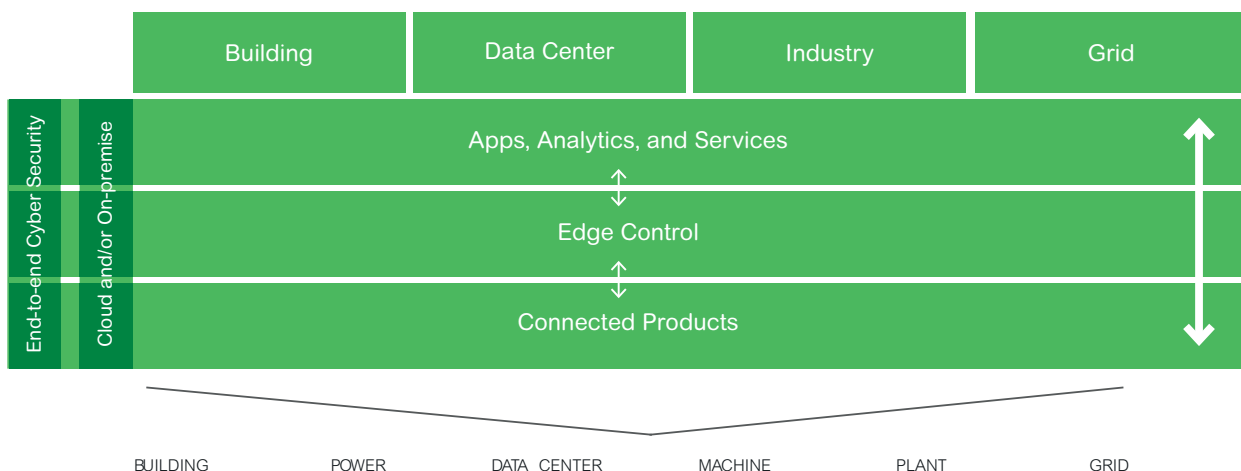 Building Data Center Industry Grid
End-to-end Cyber Security
Cloud and/or On-premise
Apps, Analytics, and Services
Edge Control
Connected Products
BUILDING POWER DATA CENTER MACHINE PLANT GRID